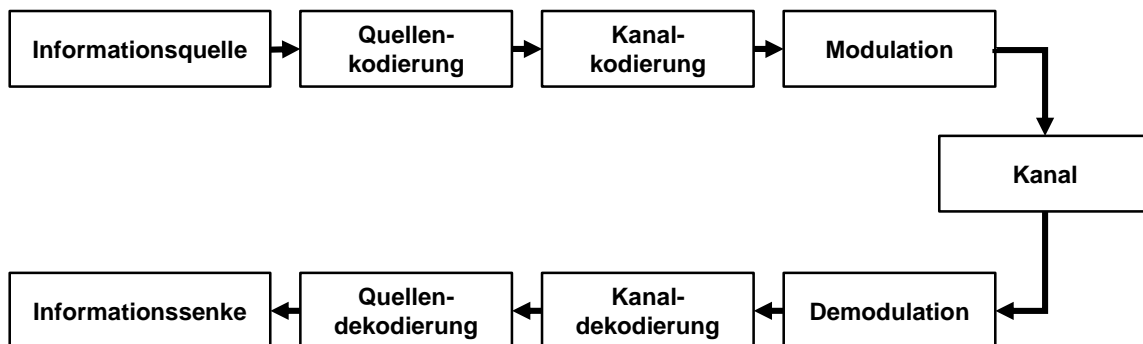 Informationsquelle
Quellen-
kodierung
Kanal-
kodierung
Modulation
Kanal
Informationssenke
Quellen-
dekodierung
Kanal-
dekodierung
Demodulation